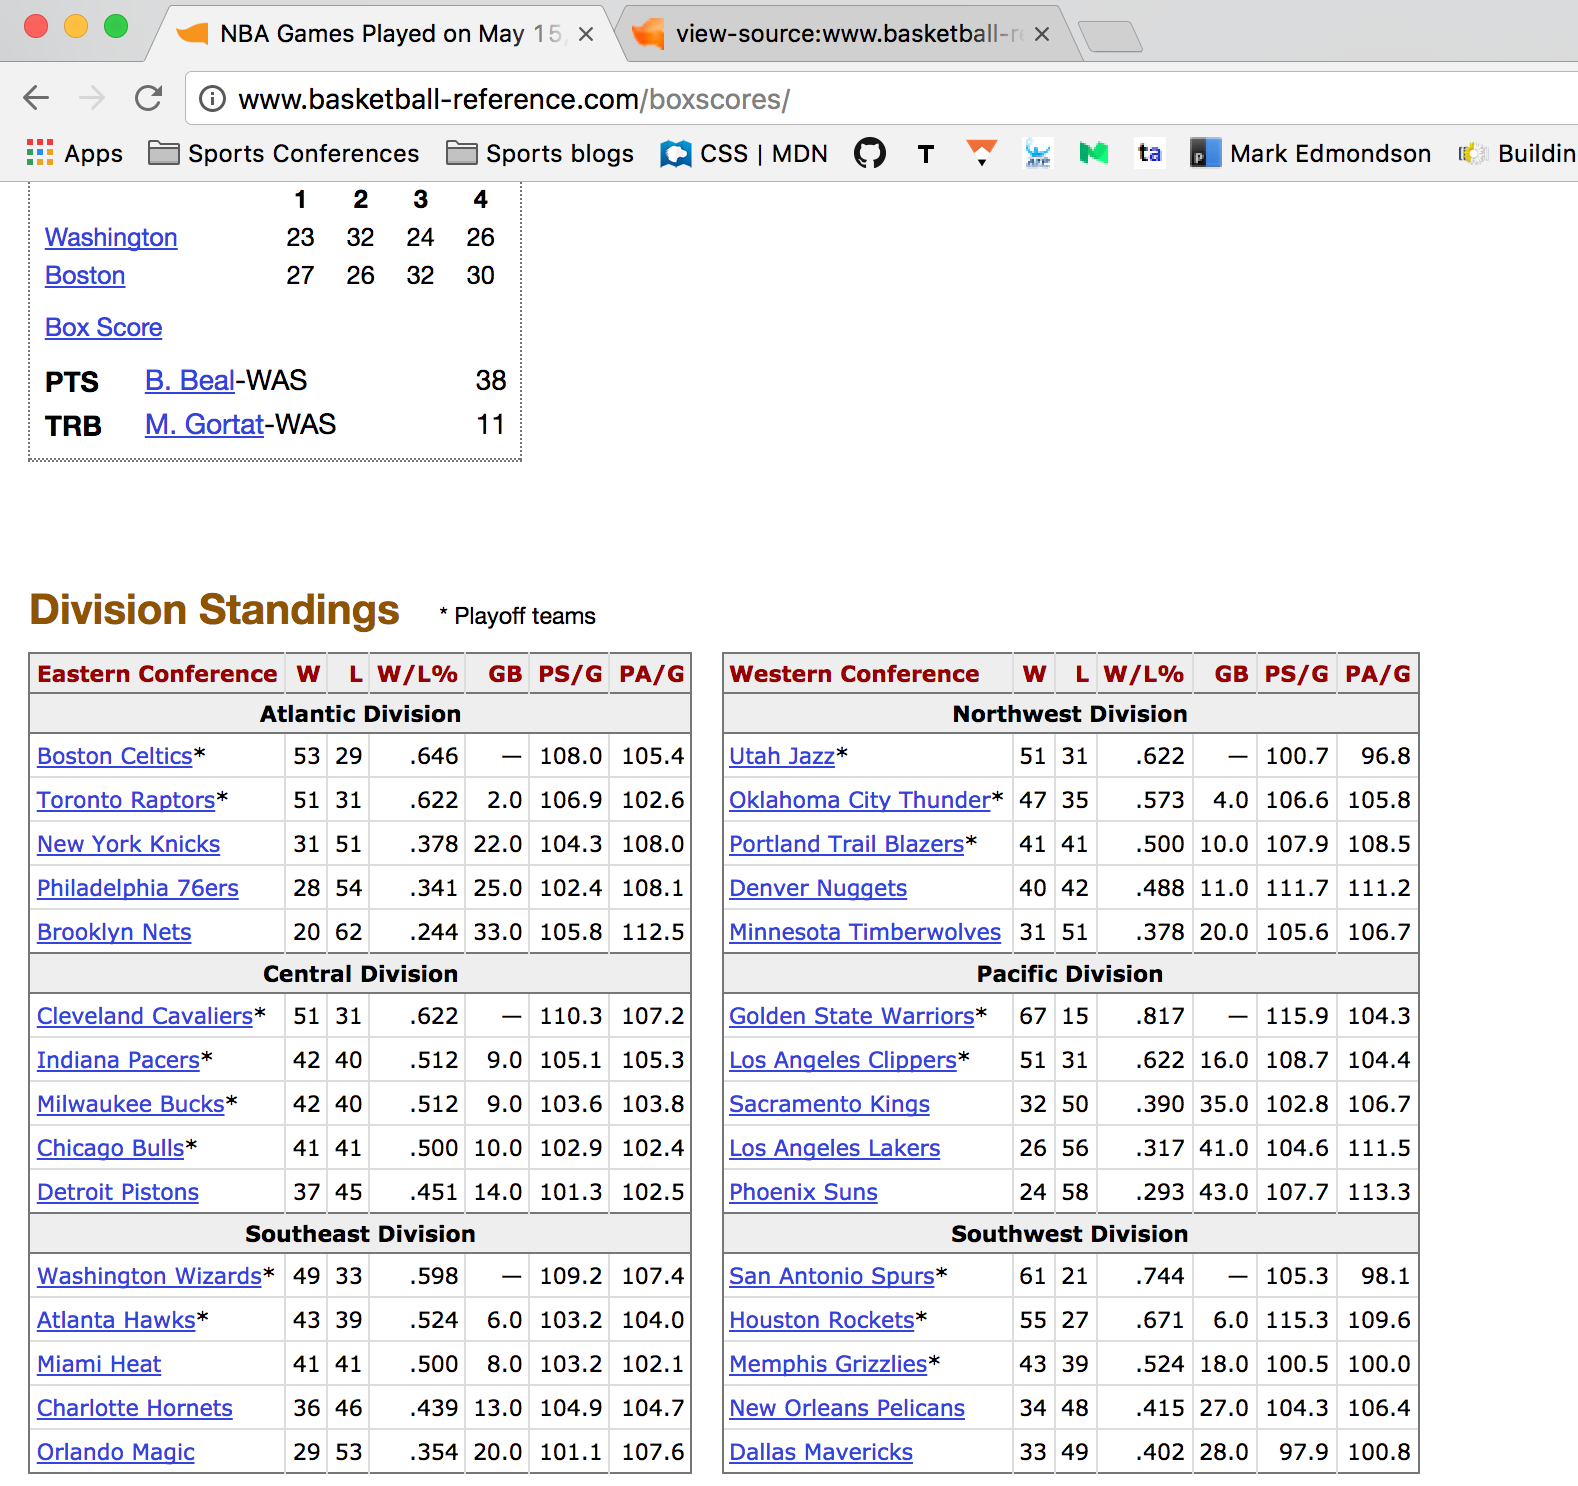 NBA Games Played on May 15,
view-source:www.basketball-re
www.basketball-reference.com/boxscores/
Apps Sports Conferences Sports blogs CSS | MDN T ta P Mark Edmondson Buildin
1 2 3 4
Washington 23 32 24 26
Boston 27 26 32 30
Box Score
PTS B. Beal-WAS 38
TRB M. Gortat-WAS 11
Division Standings * Playoff teams
Eastern Conference W L W/L% GB PS/G PA/G
Atlantic Division
Boston Celtics* 53 29 .646 — 108.0 105.4
Toronto Raptors* 51 31 .622 2.0 106.9 102.6
New York Knicks 31 51 .378 22.0 104.3 108.0
Philadelphia 76ers 28 54 .341 25.0 102.4 108.1
Brooklyn Nets 20 62 .244 33.0 105.8 112.5
Central Division
Cleveland Cavaliers* 51 31 .622 — 110.3 107.2
Indiana Pacers* 42 40 .512 9.0 105.1 105.3
Milwaukee Bucks* 42 40 .512 9.0 103.6 103.8
Chicago Bulls* 41 41 .500 10.0 102.9 102.4
Detroit Pistons 37 45 .451 14.0 101.3 102.5
Southeast Division
Washington Wizards* 49 33 .598 — 109.2 107.4
Atlanta Hawks* 43 39 .524 6.0 103.2 104.0
Miami Heat 41 41 .500 8.0 103.2 102.1
Charlotte Hornets 36 46 .439 13.0 104.9 104.7
Orlando Magic 29 53 .354 20.0 101.1 107.6
Western Conference W L W/L% GB PS/G PA/G
Northwest Division
Utah Jazz* 51 31 .622 — 100.7 96.8
Oklahoma City Thunder* 47 35 .573 4.0 106.6 105.8
Portland Trail Blazers* 41 41 .500 10.0 107.9 108.5
Denver Nuggets 40 42 .488 11.0 111.7 111.2
Minnesota Timberwolves 31 51 .378 20.0 105.6 106.7
Pacific Division
Golden State Warriors* 67 15 .817 — 115.9 104.3
Los Angeles Clippers* 51 31 .622 16.0 108.7 104.4
Sacramento Kings 32 50 .390 35.0 102.8 106.7
Los Angeles Lakers 26 56 .317 41.0 104.6 111.5
Phoenix Suns 24 58 .293 43.0 107.7 113.3
Southwest Division
San Antonio Spurs* 61 21 .744 — 105.3 98.1
Houston Rockets* 55 27 .671 6.0 115.3 109.6
Memphis Grizzlies* 43 39 .524 18.0 100.5 100.0
New Orleans Pelicans 34 48 .415 27.0 104.3 106.4
Dallas Mavericks 33 49 .402 28.0 97.9 100.8